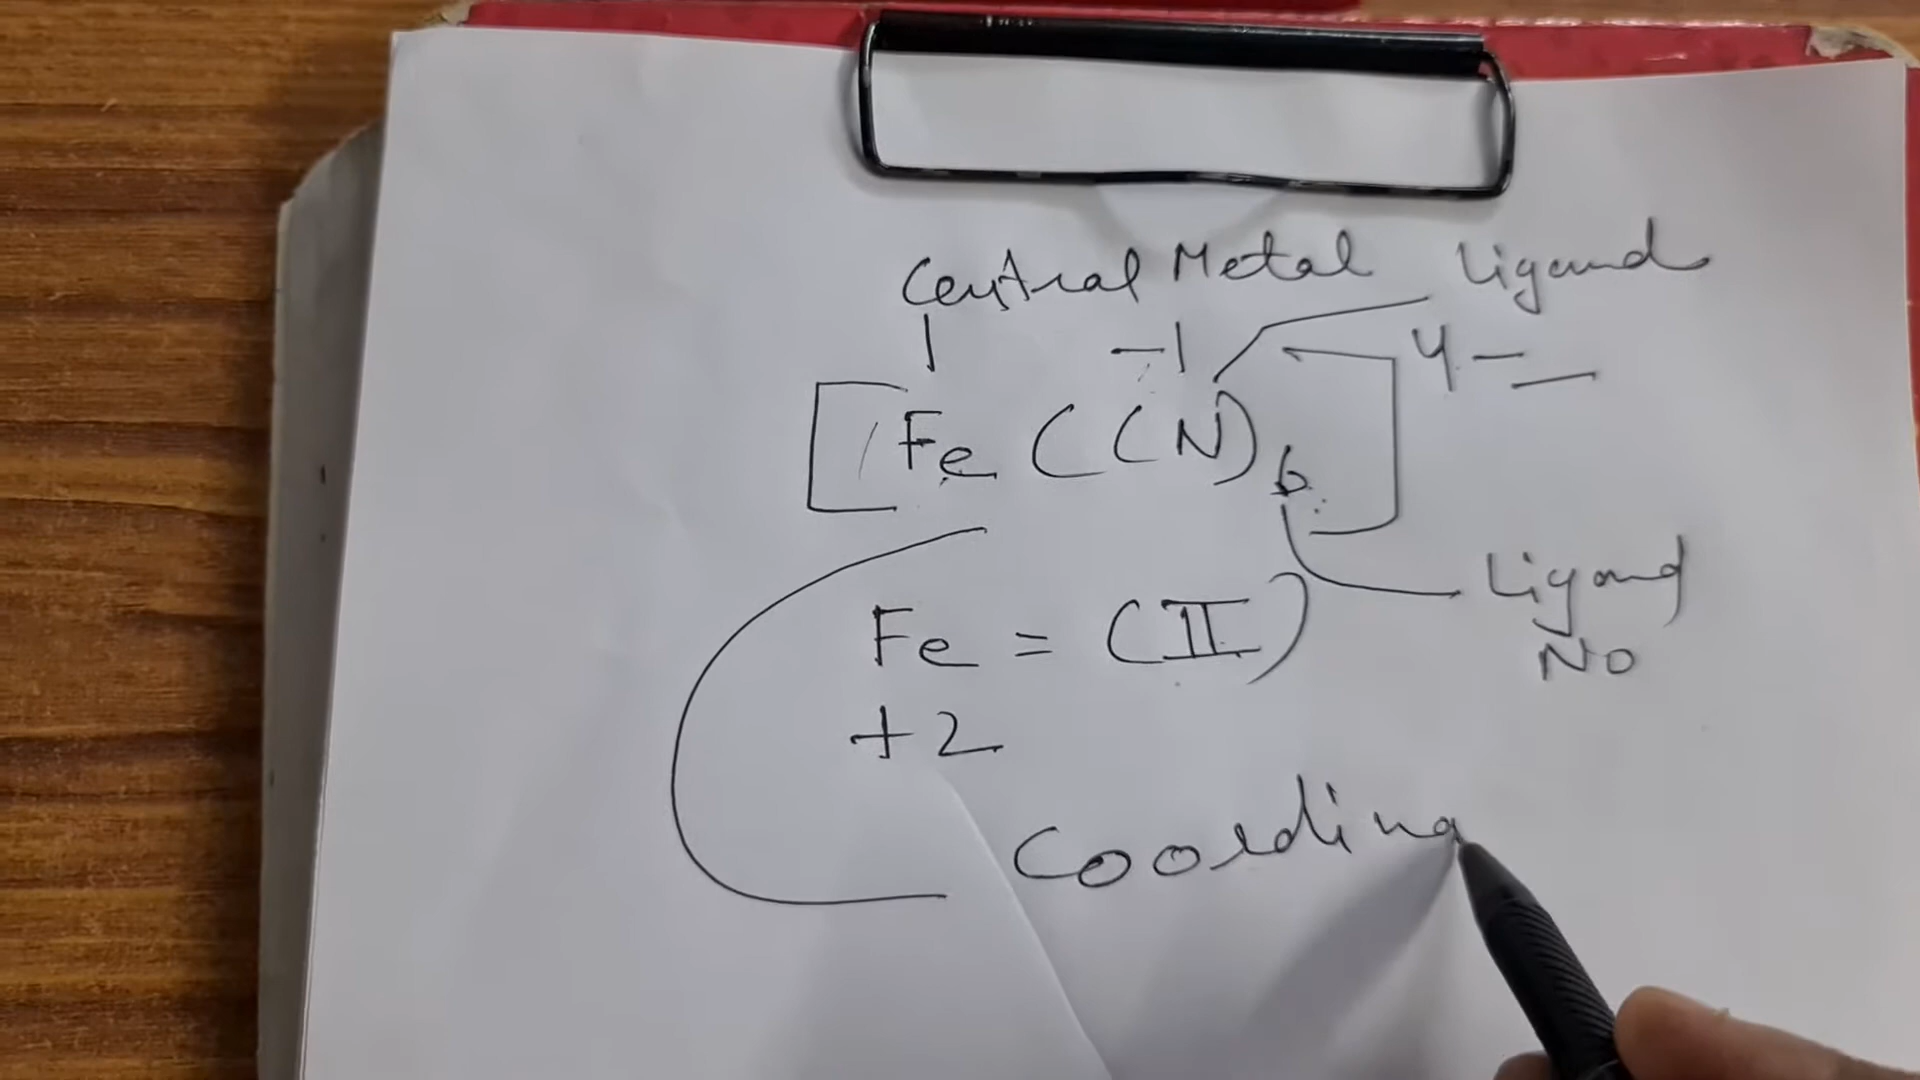 Central Metal Ligand
-1 4-
[Fe(CN)6]
Ligand
No
Fe = (II)
+2
Coordina